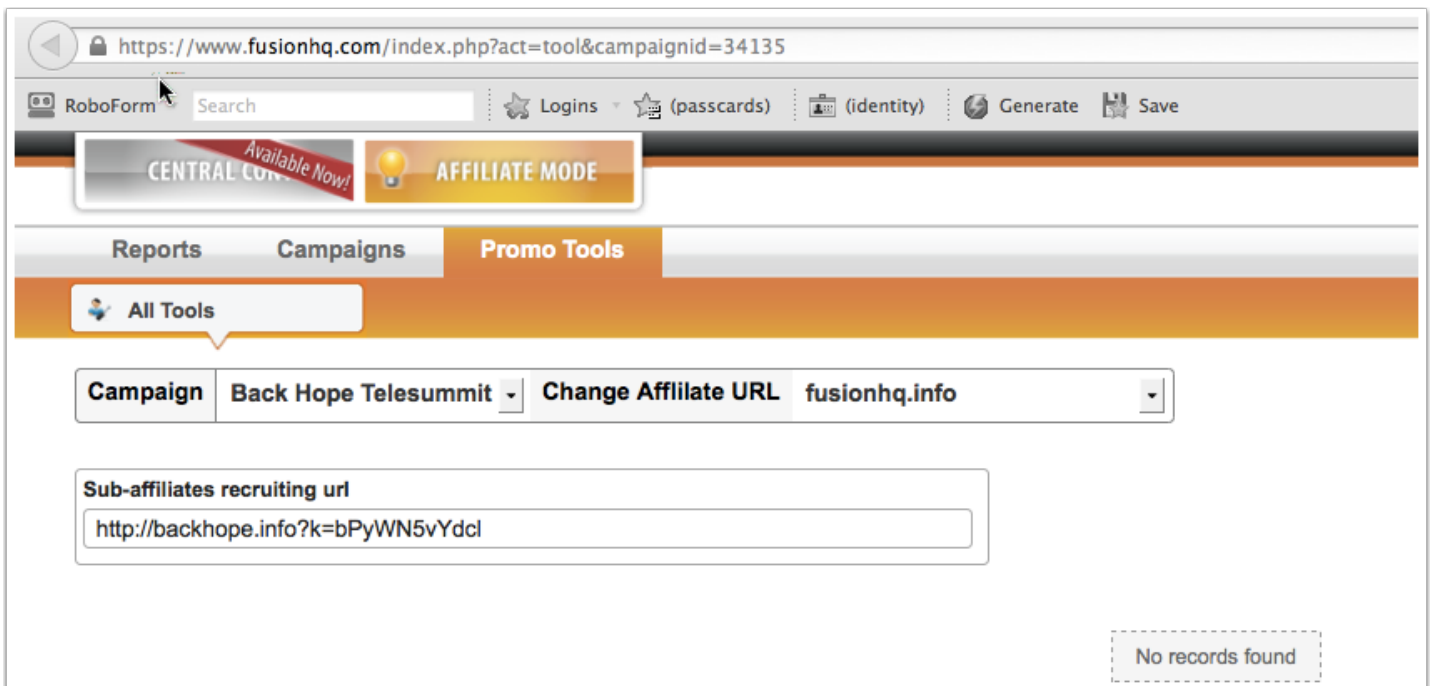 https://www.fusionhq.com/index.php?act=tool&campaignid=34135
RoboForm Search Logins (passcards) (identity) Generate Save
CENTRAL Available Now! AFFILIATE MODE
Reports Campaigns Promo Tools
All Tools
Campaign Back Hope Telesummit Change Afflilate URL fusionhq.info
Sub-affiliates recruiting url
http://backhope.info?k=bPyWN5vYdcl
No records found